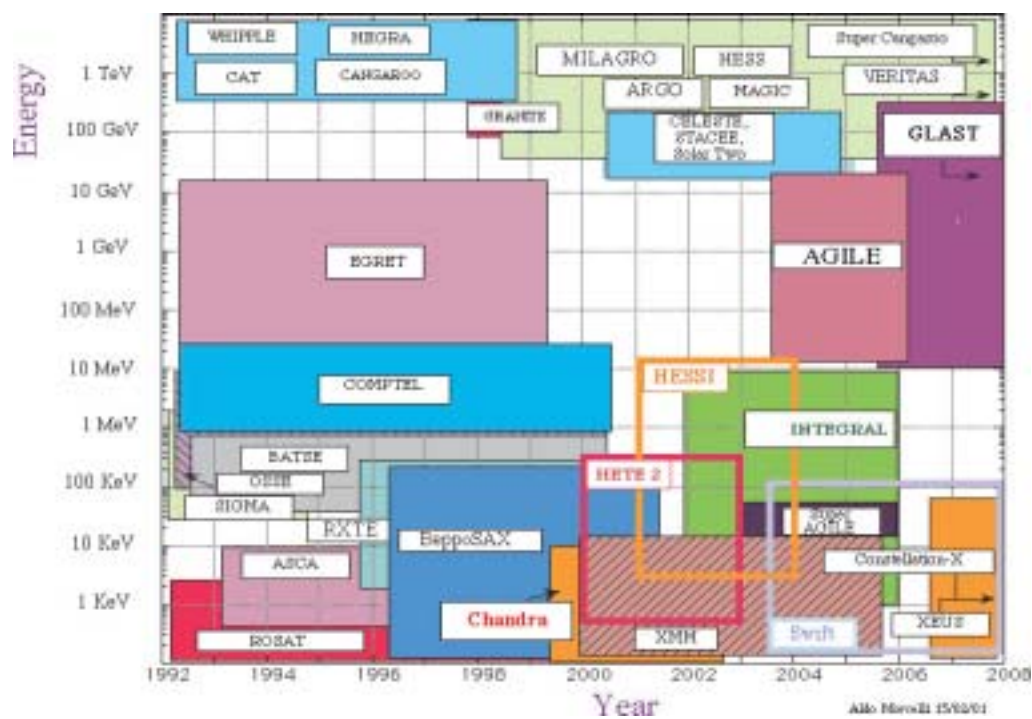 Energy
1 TeV
100 GeV
10 GeV
1 GeV
100 MeV
10 MeV
1 MeV
100 KeV
10 KeV
1 KeV
WHIPPLE
HEGRA
CAT
CANGAROO
MILAGRO
HESS
Super Cangaroo
ARGO
MAGIC
VERITAS
GRANITE
CELESTE,
STACEE,
Solar Two
GLAST
EGRET
AGILE
COMPTEL
HESSI
INTEGRAL
BATSE
OSSE
SIGMA
HETE 2
RXTE
BeppoSAX
AGILE
ASCA
Constellation-X
Chandra
ROSAT
XMM
Swift
XEUS
1992
1994
1996
1998
2000
2002
2004
2006
2008
Year
15/02/01